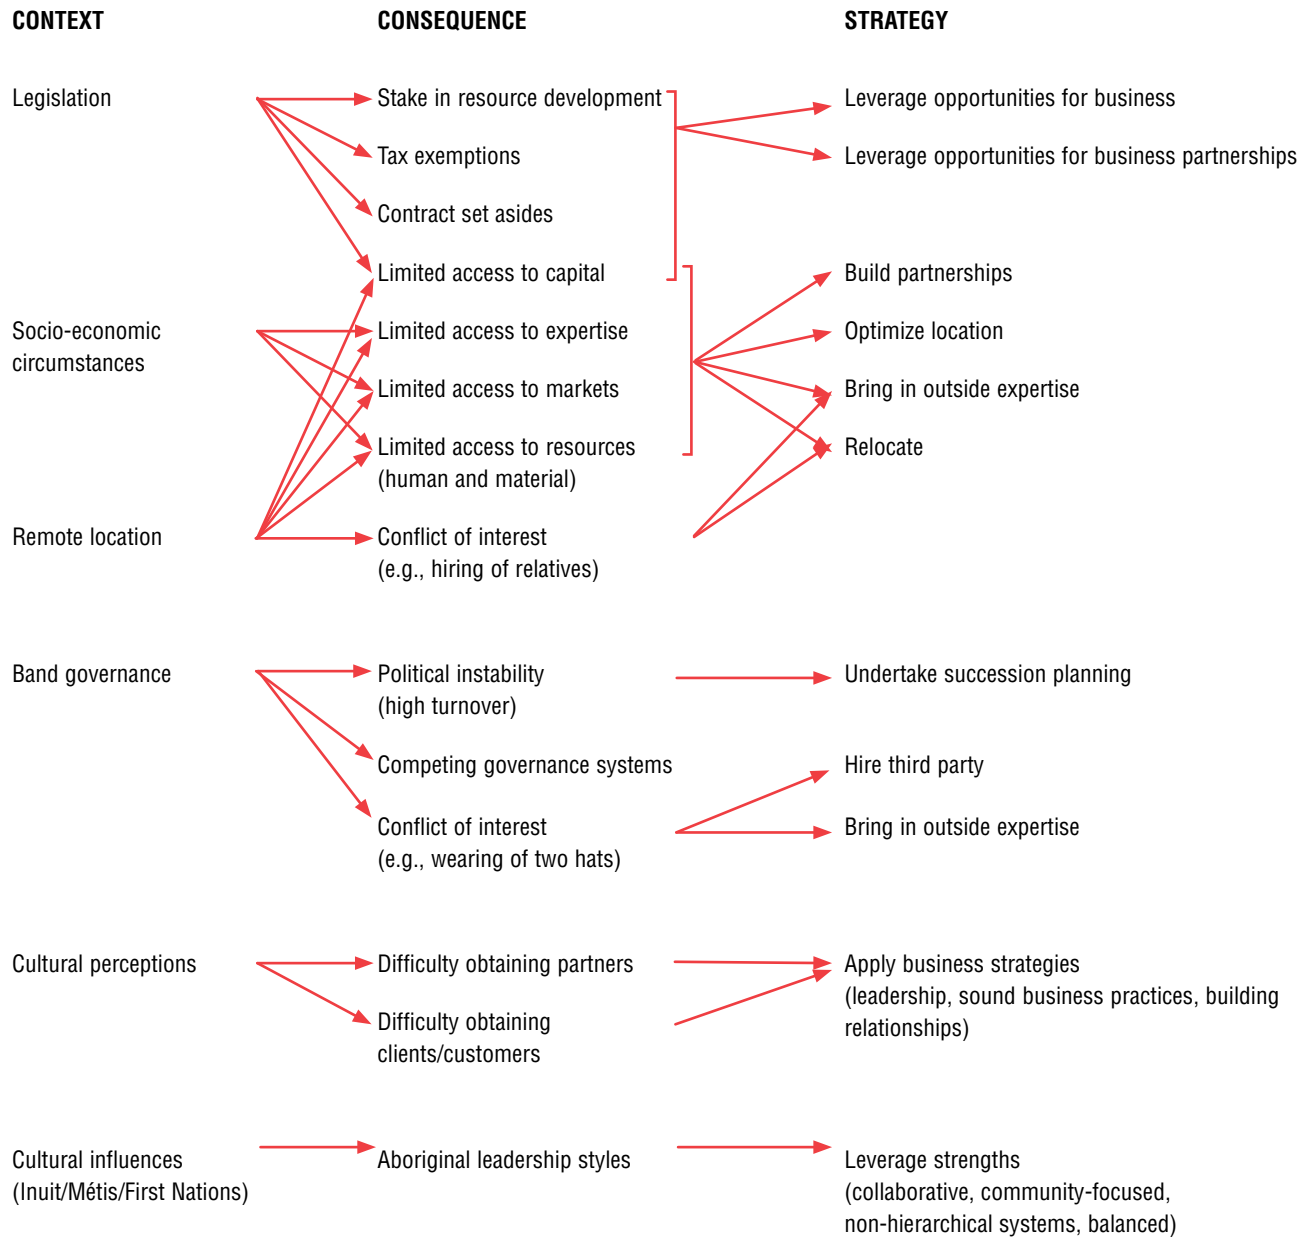 CONTEXT
CONSEQUENCE
STRATEGY
Legislation
Stake in resource development
Leverage opportunities for business
Tax exemptions
Leverage opportunities for business partnerships
Contract set asides
Limited access to capital
Build partnerships
Socio-economic
circumstances
Limited access to expertise
Optimize location
Limited access to markets
Bring in outside expertise
Limited access to resources
(human and material)
Relocate
Remote location
Conflict of interest
(e.g., hiring of relatives)
Band governance
Political instability
(high turnover)
Undertake succession planning
Competing governance systems
Hire third party
Conflict of interest
(e.g., wearing of two hats)
Bring in outside expertise
Cultural perceptions
Difficulty obtaining partners
Apply business strategies
(leadership, sound business practices, building
relationships)
Difficulty obtaining
clients/customers
Cultural influences
(Inuit/Métis/First Nations)
Aboriginal leadership styles
Leverage strengths
(collaborative, community-focused,
non-hierarchical systems, balanced)